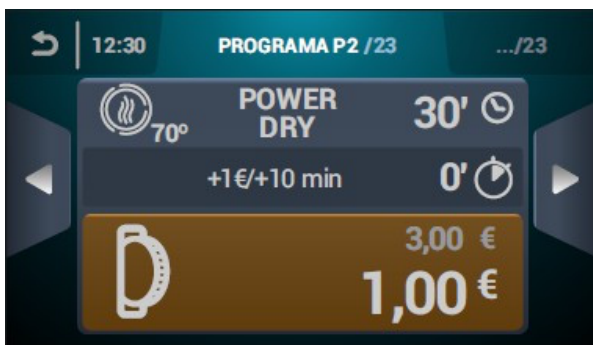 12:30 PROGRAMA P2 /23 .../23
70º POWER DRY 30'
+1€/+10 min 0'
3,00 €
1,00 €